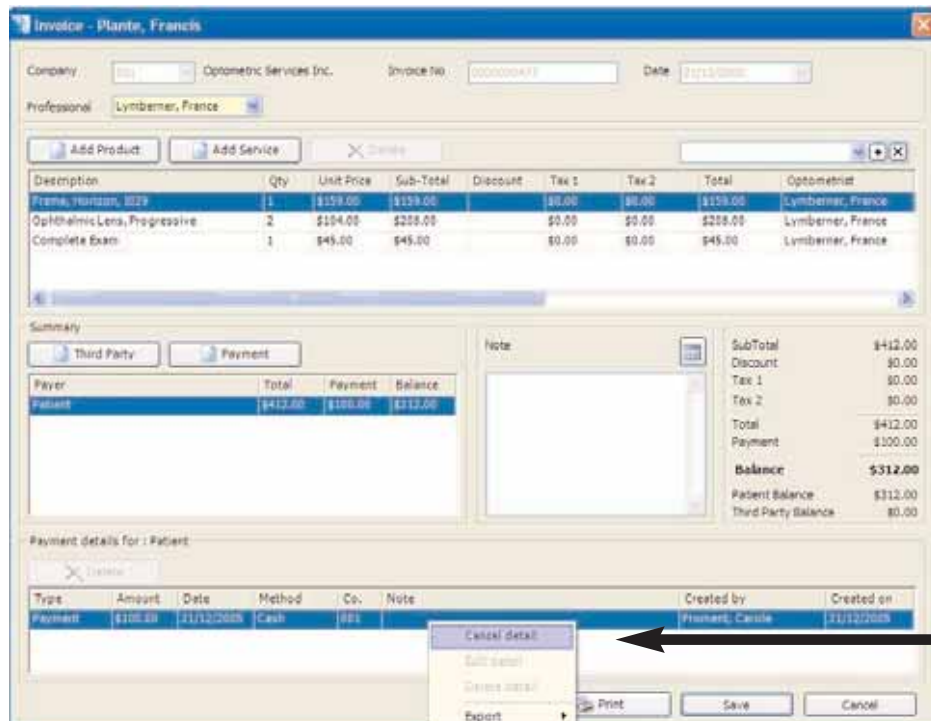 Invoice - Plante, Francis
Company 001 Optometric Services Inc. Invoice No Date
Professional Lymberner, France
Add Product Add Service Delete
Description Qty Unit Price Sub-Total Discount Tax 1 Tax 2 Total Optometrist
Frame, Horizon, 1 $159.00 $159.00 $0.00 $0.00 $159.00 Lymberner, France
Ophthalmic Lens, Progressive 2 $104.00 $208.00 $0.00 $0.00 $208.00 Lymberner, France
Complete Exam 1 $45.00 $45.00 $0.00 $0.00 $45.00 Lymberner, France
Summary
Third Party Payment
Payer Total Payment Balance
Patient $412.00 $100.00 $312.00
Note
SubTotal $412.00
Discount $0.00
Tax 1 $0.00
Tax 2 $0.00
Total $412.00
Payment $100.00
Balance $312.00
Patient Balance $312.00
Third Party Balance $0.00
Payment details for : Patient
Delete
Type Amount Date Method Co. Note Created by Created on
Payment $100.00 21/12/2005 Cash 001 Froment, Carole 21/12/2005
Cancel detail
Edit detail
Delete detail
Export
Print Save Cancel